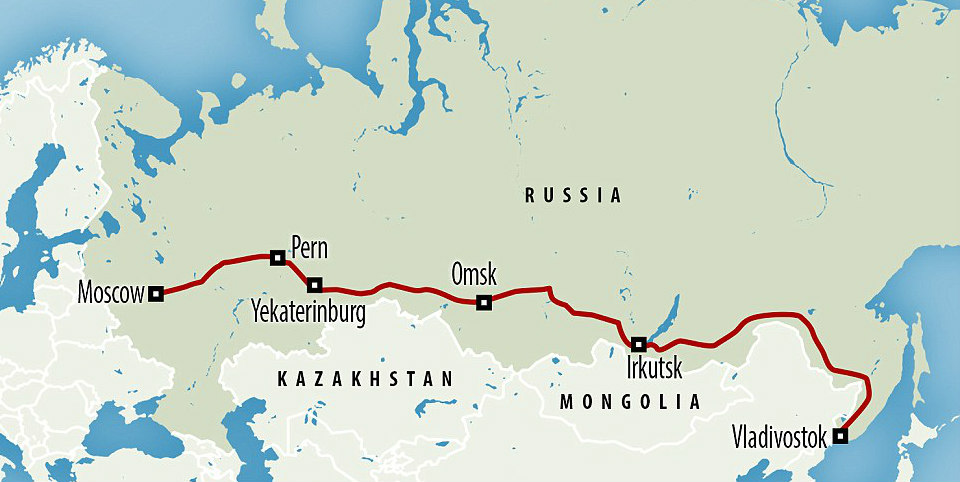 RUSSIA
Pern
Moscow
Omsk
Yekaterinburg
Irkutsk
KAZAKHSTAN
MONGOLIA
Vladivostok